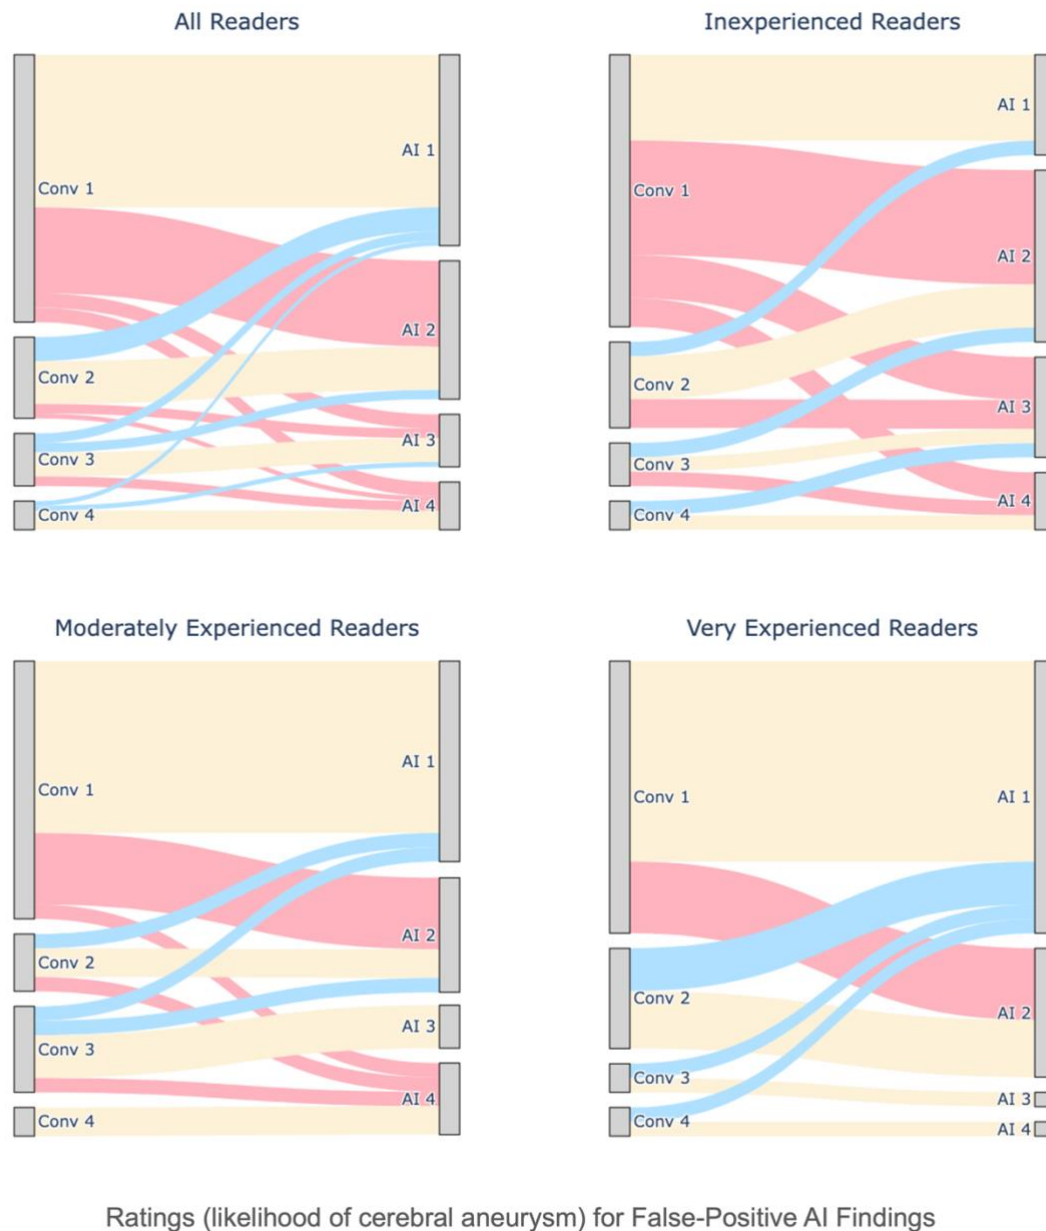 All Readers
Inexperienced Readers
Conv 1
Conv 2
Conv 3
Conv 4
AI 1
AI 2
AI 3
AI 4
Conv 1
Conv 2
Conv 3
Conv 4
AI 1
AI 2
AI 3
AI 4
Moderately Experienced Readers
Very Experienced Readers
Conv 1
Conv 2
Conv 3
Conv 4
AI 1
AI 2
AI 3
AI 4
Conv 1
Conv 2
Conv 3
Conv 4
AI 1
AI 2
AI 3
AI 4
Ratings (likelihood of cerebral aneurysm) for False-Positive AI Findings